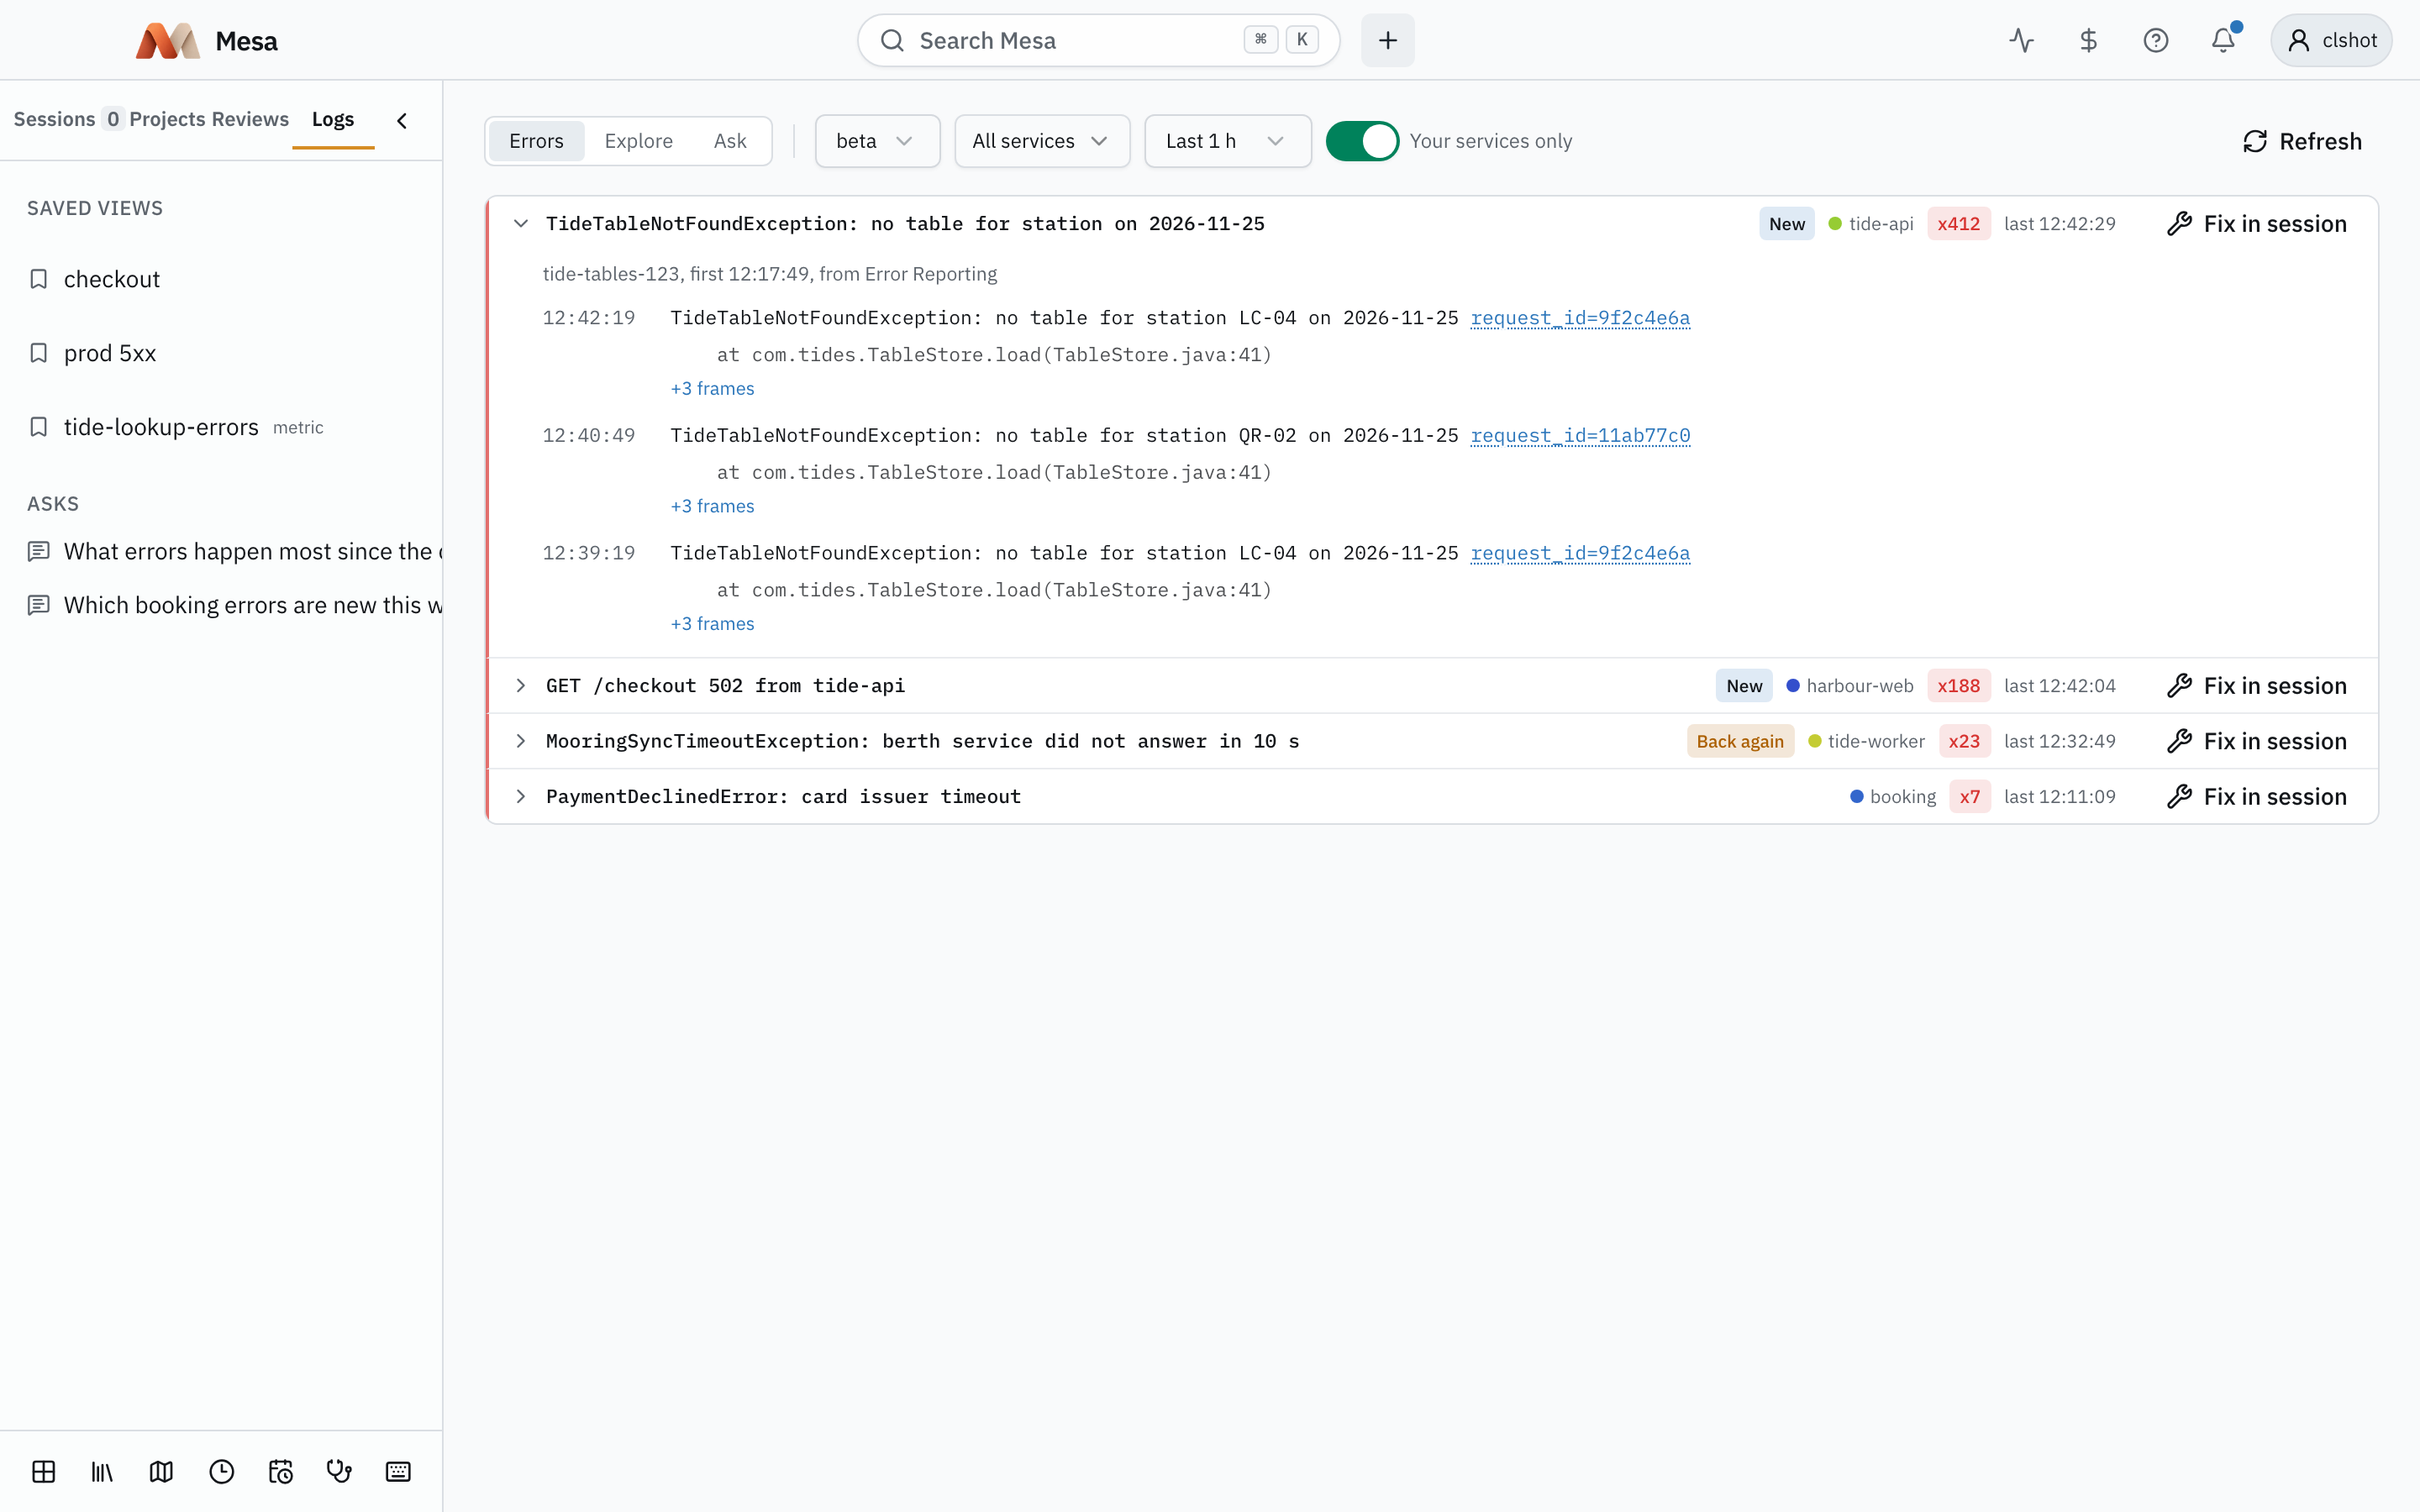 Mesa
Search Mesa
⌘ K
clshot
Sessions 0 Projects Reviews Logs
SAVED VIEWS
checkout
prod 5xx
tide-lookup-errors metric
ASKS
What errors happen most since the
Which booking errors are new this
Errors Explore Ask
beta
All services
Last 1 h
Your services only
Refresh
TideTableNotFoundException: no table for station on 2026-11-25 New tide-api x412 last 12:42:29 Fix in session
tide-tables-123, first 12:17:49, from Error Reporting
12:42:19 TideTableNotFoundException: no table for station LC-04 on 2026-11-25 request_id=9f2c4e6a
at com.tides.TableStore.load(TableStore.java:41)
+3 frames
12:40:49 TideTableNotFoundException: no table for station QR-02 on 2026-11-25 request_id=11ab77c0
at com.tides.TableStore.load(TableStore.java:41)
+3 frames
12:39:19 TideTableNotFoundException: no table for station LC-04 on 2026-11-25 request_id=9f2c4e6a
at com.tides.TableStore.load(TableStore.java:41)
+3 frames
GET /checkout 502 from tide-api New harbour-web x188 last 12:42:04 Fix in session
MooringSyncTimeoutException: berth service did not answer in 10 s Back again tide-worker x23 last 12:32:49 Fix in session
PaymentDeclinedError: card issuer timeout booking x7 last 12:11:09 Fix in session